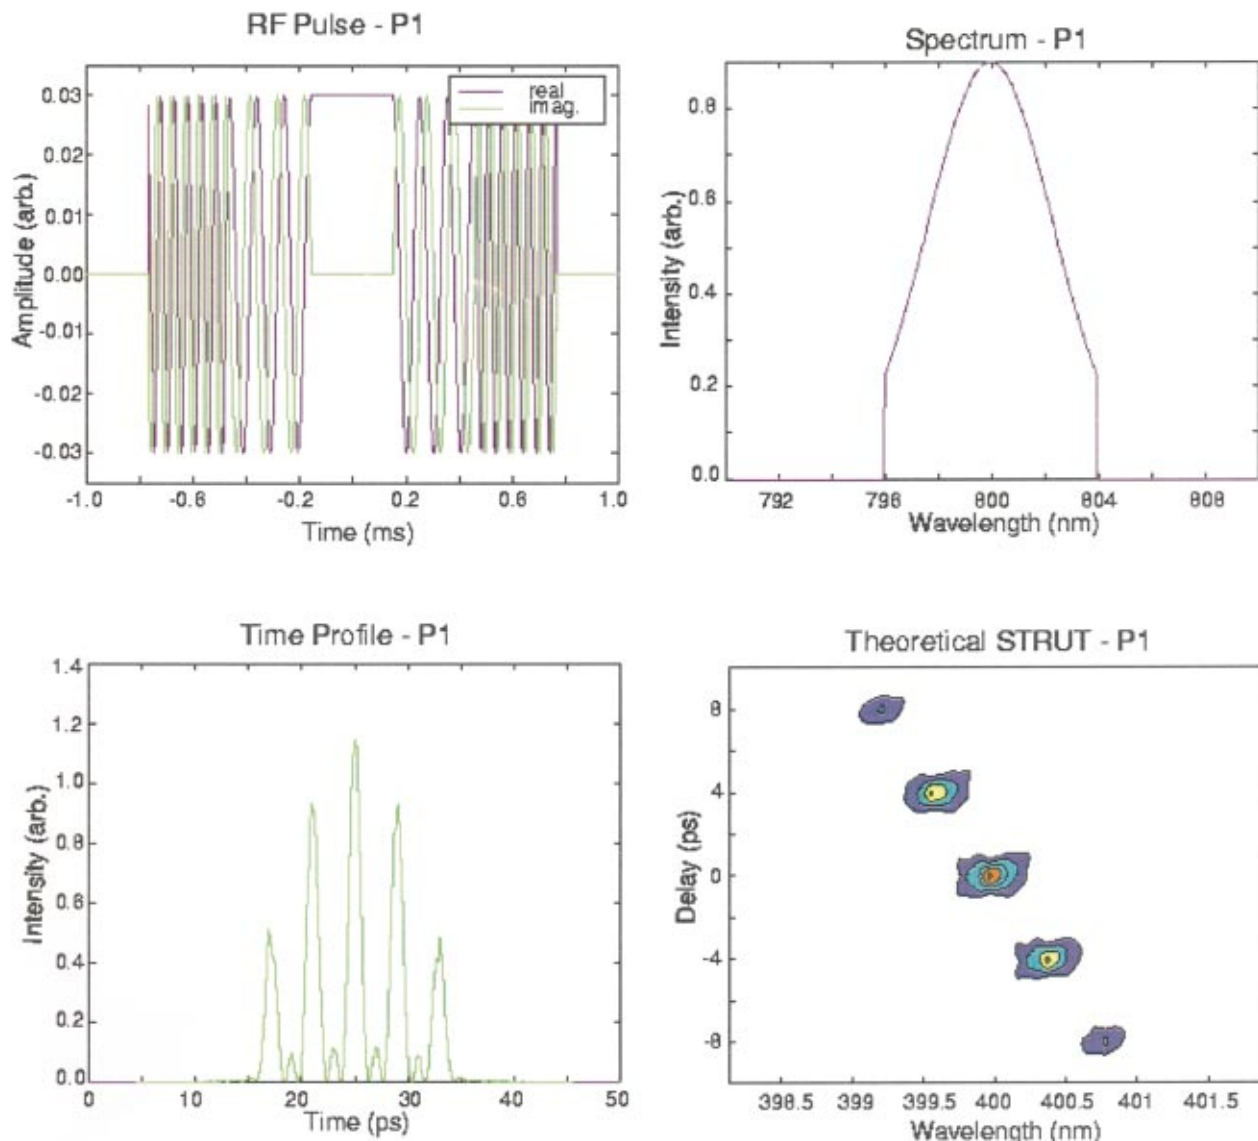 RF Pulse - P1
real
imag.
0.03
0.02
0.01
0.00
-0.01
-0.02
-0.03
Amplitude (arb.)
-1.0 -0.6 -0.2 0.2 0.6 1.0
Time (ms)
Spectrum - P1
0.8
0.6
0.4
0.2
0.0
Intensity (arb.)
792 796 800 804 808
Wavelength (nm)
Time Profile - P1
1.4
1.2
1.0
0.8
0.6
0.4
0.2
0.0
Intensity (arb.)
0 10 20 30 40 50
Time (ps)
Theoretical STRUT - P1
8
4
0
-4
-8
Delay (ps)
398.5 399 399.5 400 400.5 401 401.5
Wavelength (nm)